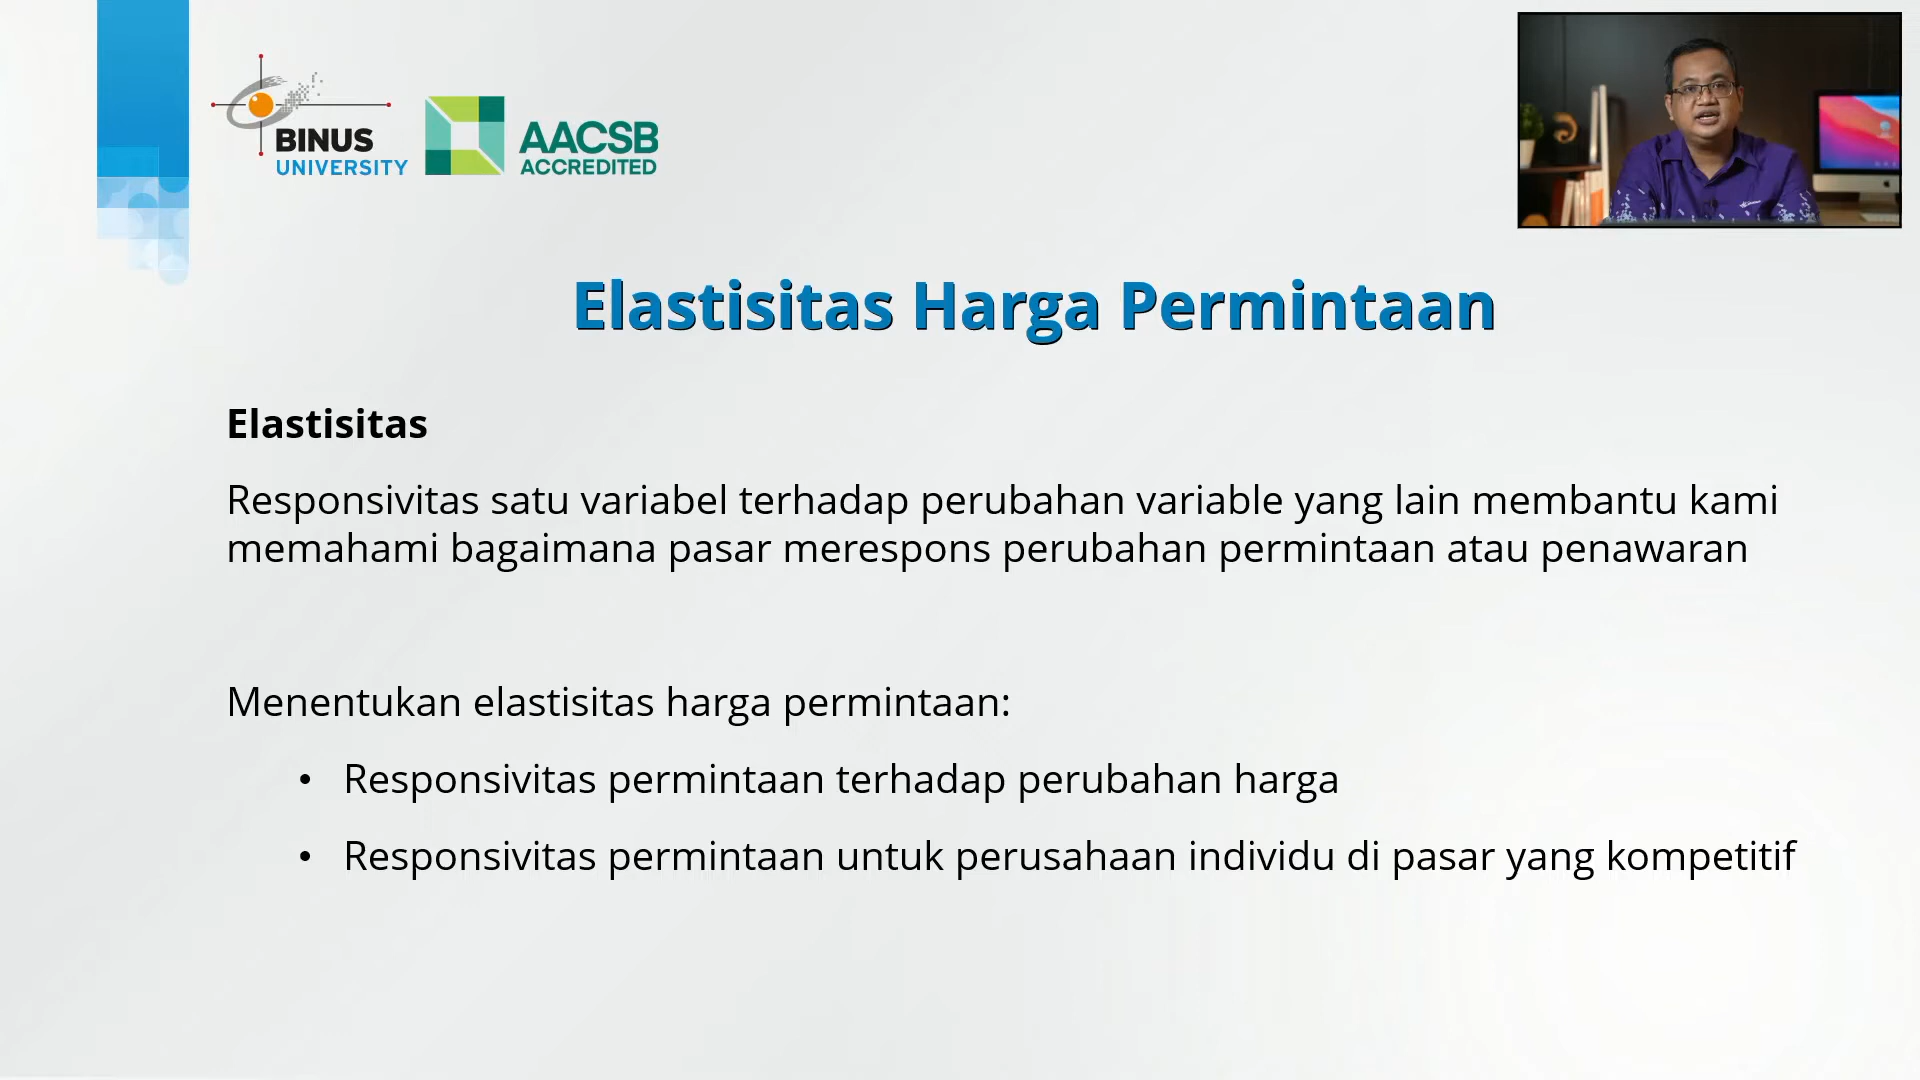 BINUS
UNIVERSITY
AACSB
ACCREDITED
Elastisitas Harga Permintaan
Elastisitas
Responsivitas satu variabel terhadap perubahan variable yang lain membantu kami
memahami bagaimana pasar merespons perubahan permintaan atau penawaran
Menentukan elastisitas harga permintaan:
• Responsivitas permintaan terhadap perubahan harga
• Responsivitas permintaan untuk perusahaan individu di pasar yang kompetitif